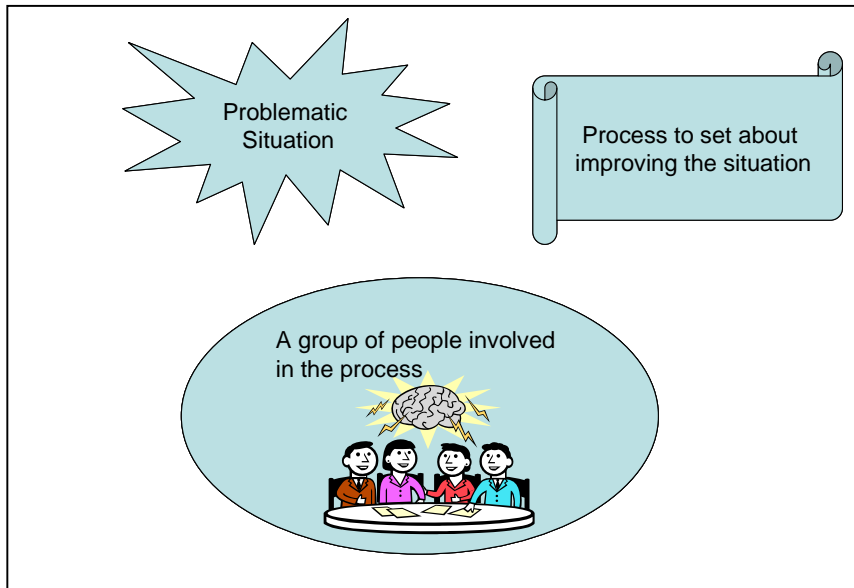 Problematic
Situation
Process to set about
improving the situation
A group of people involved
in the process